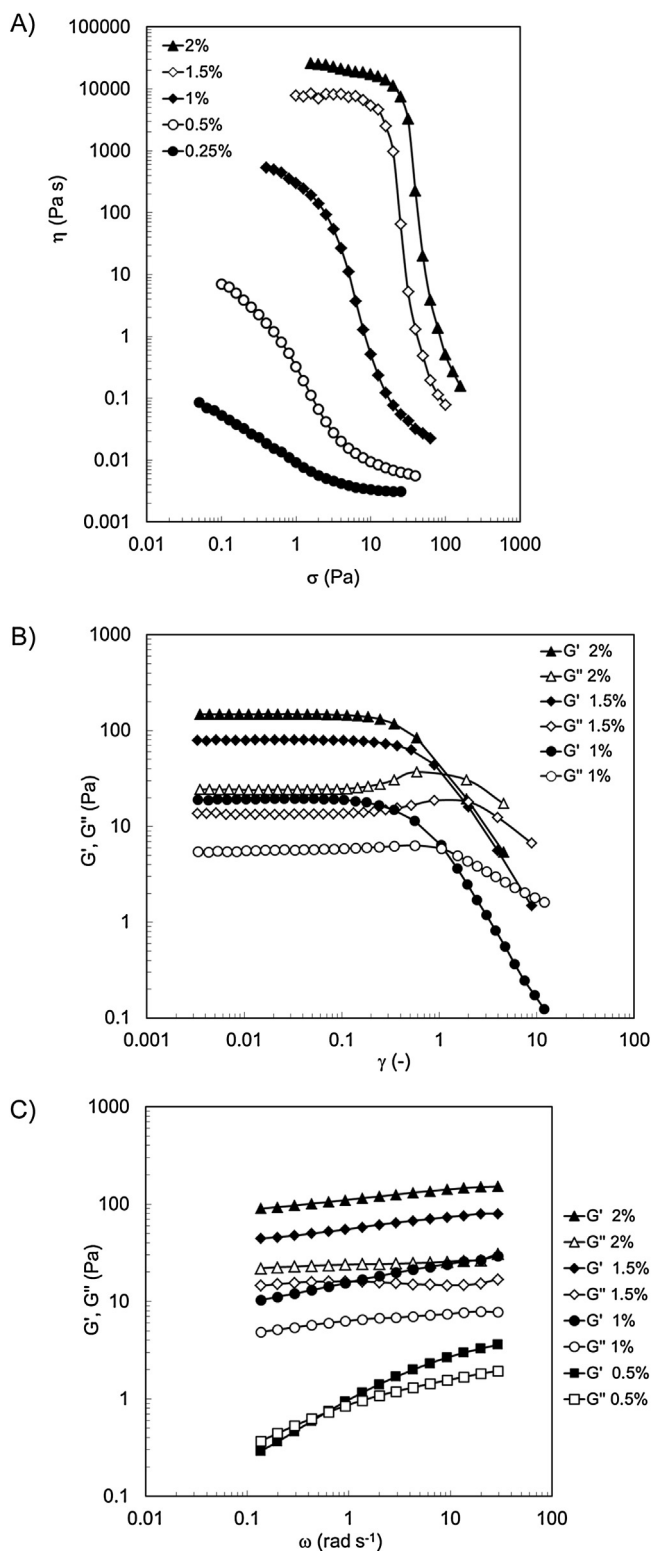 A)
100000
10000
1000
100
10
1
0.1
0.01
0.001
η (Pa s)
2%
1.5%
1%
0.5%
0.25%
0.01
0.1
1
10
100
1000
σ (Pa)
B)
1000
100
10
1
0.1
G', G'' (Pa)
G' 2%
G'' 2%
G' 1.5%
G'' 1.5%
G' 1%
G'' 1%
0.001
0.01
0.1
1
10
100
γ (-)
C)
1000
100
10
1
0.1
G', G'' (Pa)
G' 2%
G'' 2%
G' 1.5%
G'' 1.5%
G' 1%
G'' 1%
G' 0.5%
G'' 0.5%
0.01
0.1
1
10
100
ω (rad s⁻¹)